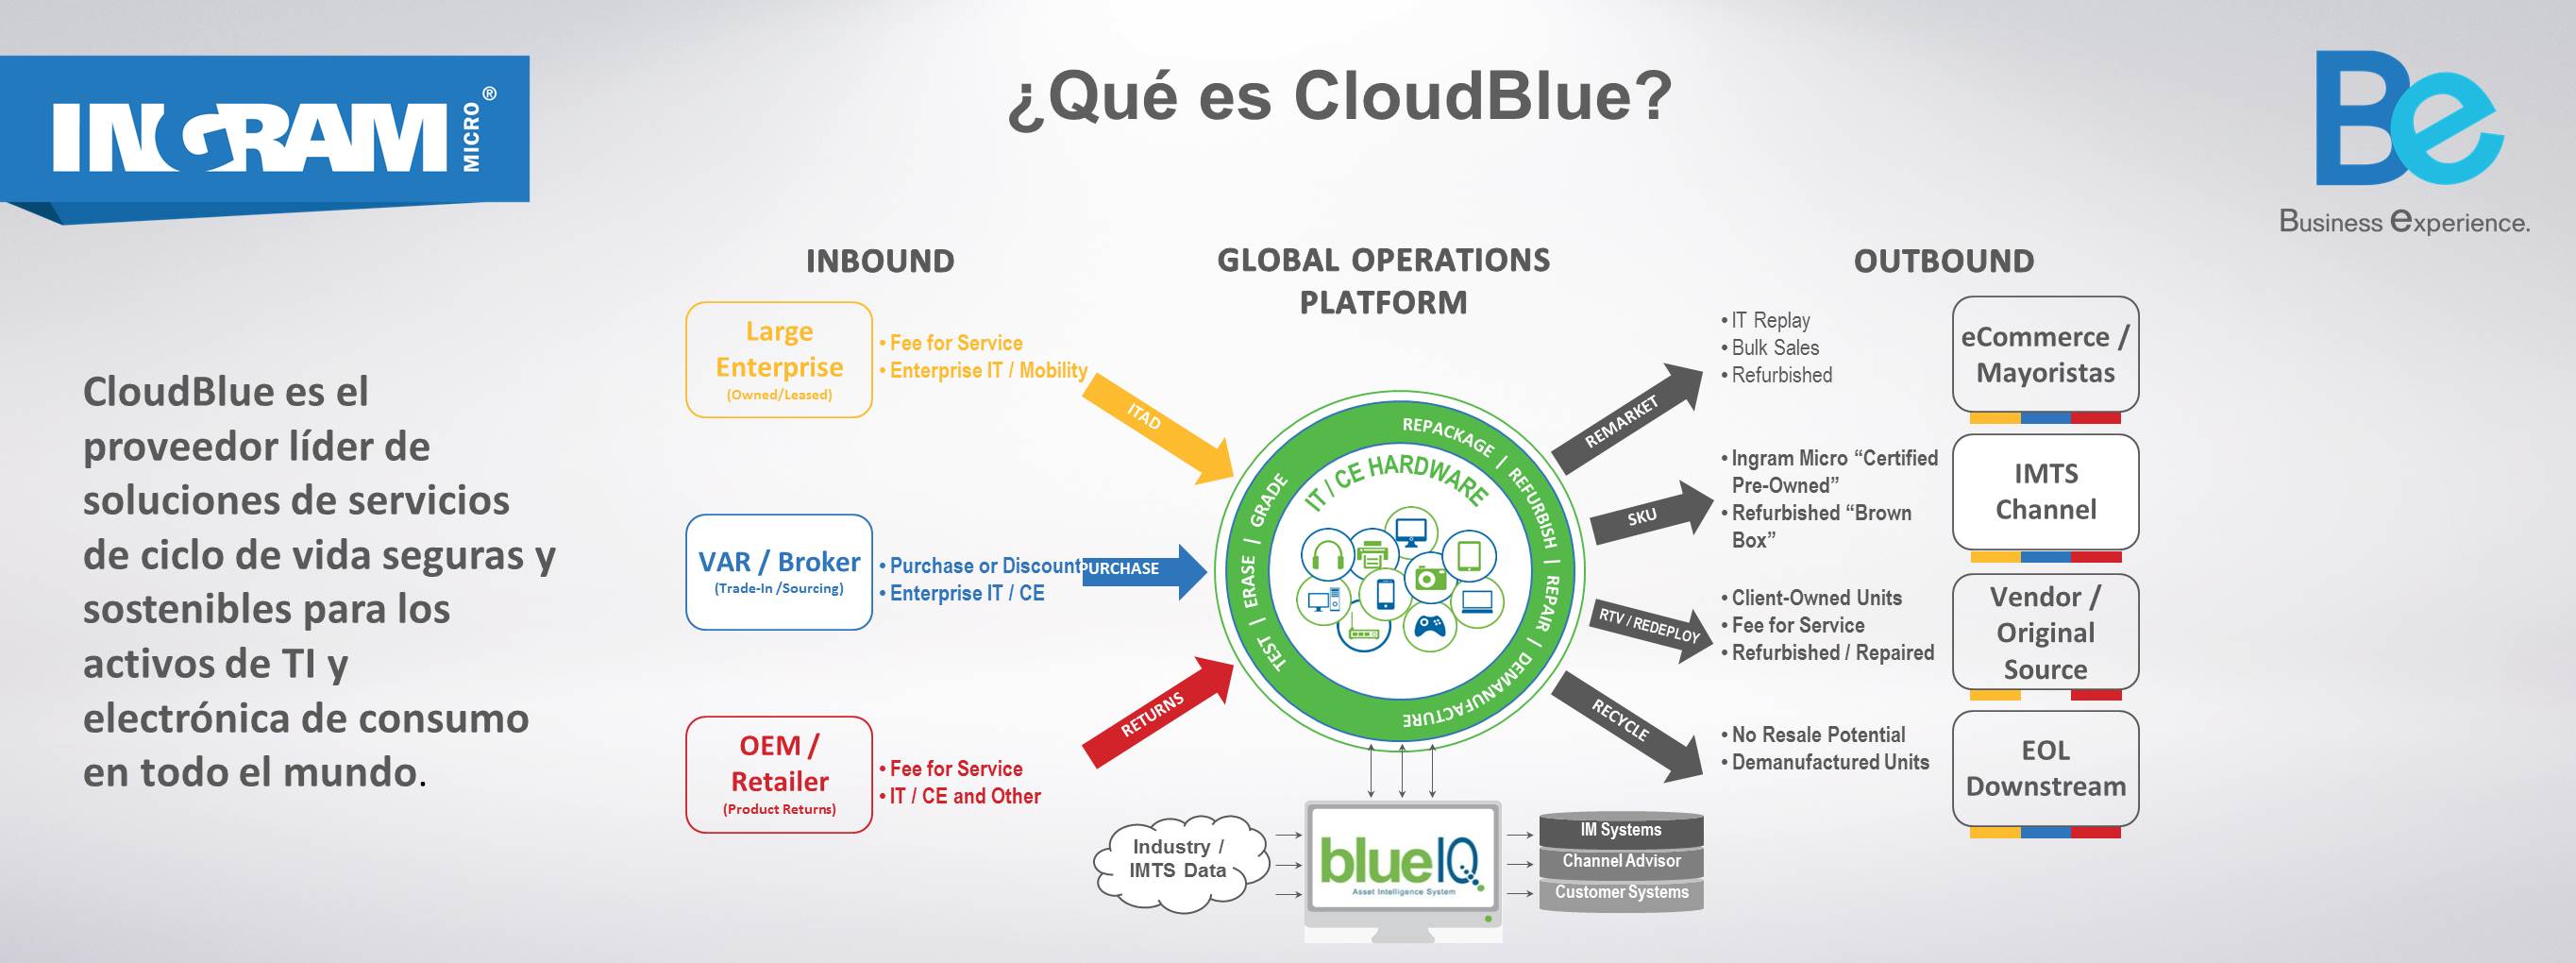 INGRAM MICRO ®
¿Qué es CloudBlue?
Be
Business experience.
CloudBlue es el
proveedor líder de
soluciones de servicios
de ciclo de vida seguras y
sostenibles para los
activos de TI y
electrónica de consumo
en todo el mundo.
INBOUND
Large
Enterprise
(Owned/Leased)
• Fee for Service
• Enterprise IT / Mobility
ITAD
VAR / Broker
(Trade-In /Sourcing)
• Purchase or Discount
• Enterprise IT / CE
PURCHASE
OEM /
Retailer
(Product Returns)
• Fee for Service
• IT / CE and Other
RETURNS
GLOBAL OPERATIONS
PLATFORM
TEST | ERASE | GRADE
REPACKAGE | REFURBISH | REPAIR | DEMANUFACTURE
IT / CE HARDWARE
Industry /
IMTS Data
blueIQ
Asset Intelligence System
IM Systems
Channel Advisor
Customer Systems
OUTBOUND
REMARKET
• IT Replay
• Bulk Sales
• Refurbished
eCommerce /
Mayoristas
SKU
• Ingram Micro “Certified
Pre-Owned”
• Refurbished “Brown
Box”
IMTS
Channel
RTV / REDEPLOY
• Client-Owned Units
• Fee for Service
• Refurbished / Repaired
Vendor /
Original
Source
RECYCLE
• No Resale Potential
• Demanufactured Units
EOL
Downstream